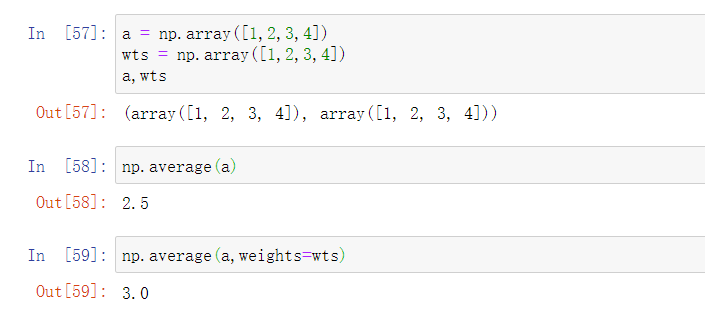 In [57]: a = np.array([1,2,3,4])
wts = np.array([1,2,3,4])
a,wts
Out[57]: (array([1, 2, 3, 4]), array([1, 2, 3, 4]))
In [58]: np.average(a)
Out[58]: 2.5
In [59]: np.average(a,weights=wts)
Out[59]: 3.0